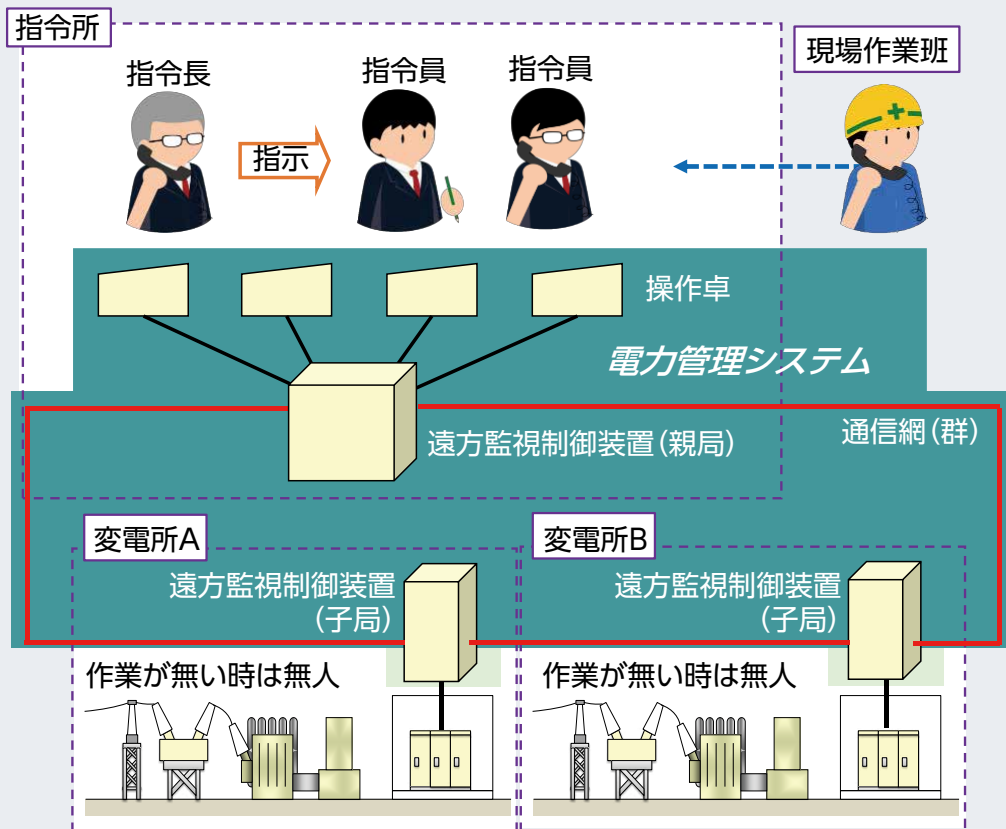 指令所
現場作業班
指令長
指令員
指令員
指示
操作卓
電力管理システム
遠方監視制御装置(親局)
通信網(群)
変電所A
変電所B
遠方監視制御装置
(子局)
遠方監視制御装置
(子局)
作業が無い時は無人
作業が無い時は無人